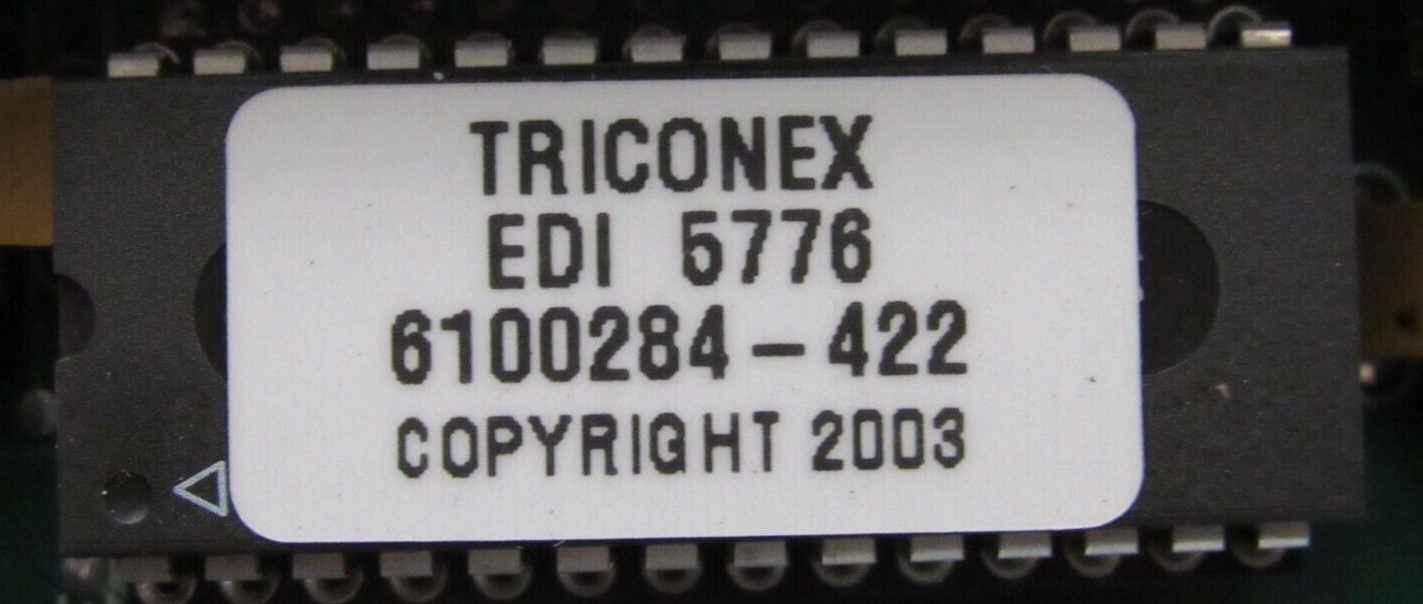 TRICONEX
EDI 5776
6100284-422
COPYRIGHT 2003